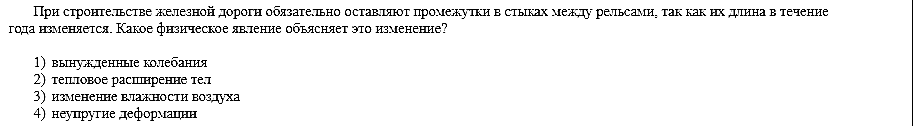 При строительстве железной дороги обязательно оставляют промежутки в стыках между рельсами, так как их длина в течение
года изменяется. Какое физическое явление объясняет это изменение?
1) вынужденные колебания
2) тепловое расширение тел
3) изменение влажности воздуха
4) неупругие деформации